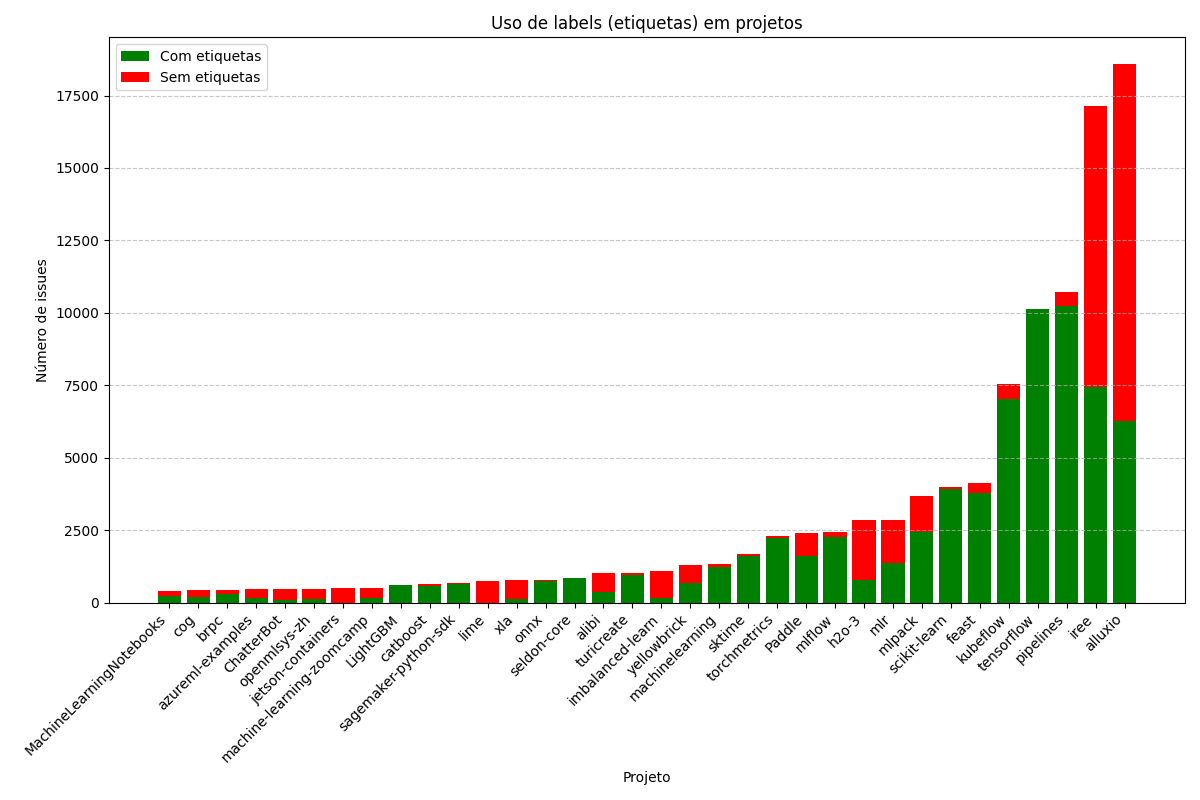 Uso de labels (etiquetas) em projetos
Com etiquetas
Sem etiquetas
Número de issues
17500
15000
12500
10000
7500
5000
2500
0
MachineLearningNotebooks
cog
brpc
azureml-examples
ChatterBot
openmlsys-zh
jetson-containers
machine-learning-zoomcamp
LightGBM
catboost
sagemaker-python-sdk
lime
xla
onnx
seldon-core
alibi
turicreate
imbalanced-learn
yellowbrick
machinelearning
sktime
torchmetrics
Paddle
mlflow
h2o-3
mlr
mlpack
scikit-learn
feast
kubeflow
tensorflow
pipelines
iree
alluxio
Projeto